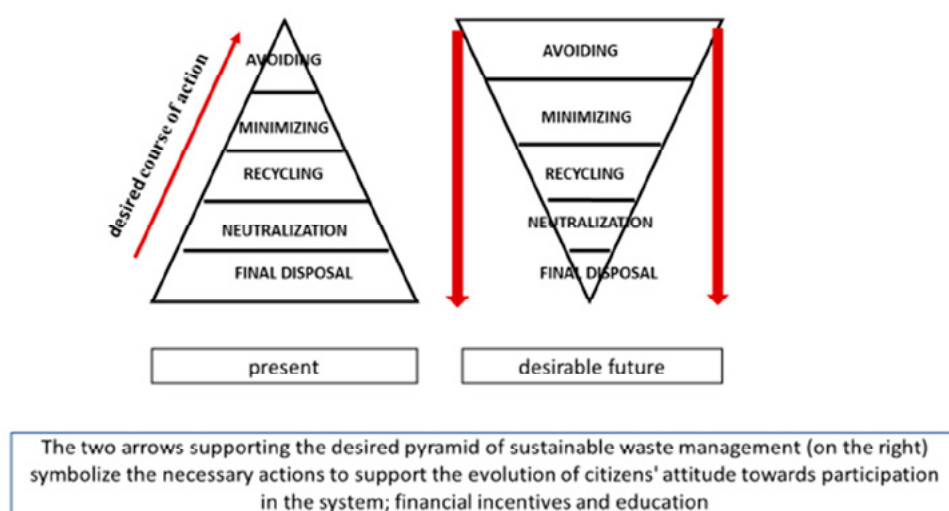 desired course of action
AVOIDING
MINIMIZING
RECYCLING
NEUTRALIZATION
FINAL DISPOSAL
present
AVOIDING
MINIMIZING
RECYCLING
NEUTRALIZATION
FINAL DISPOSAL
desirable future
The two arrows supporting the desired pyramid of sustainable waste management (on the right)
symbolize the necessary actions to support the evolution of citizens' attitude towards participation
in the system; financial incentives and education